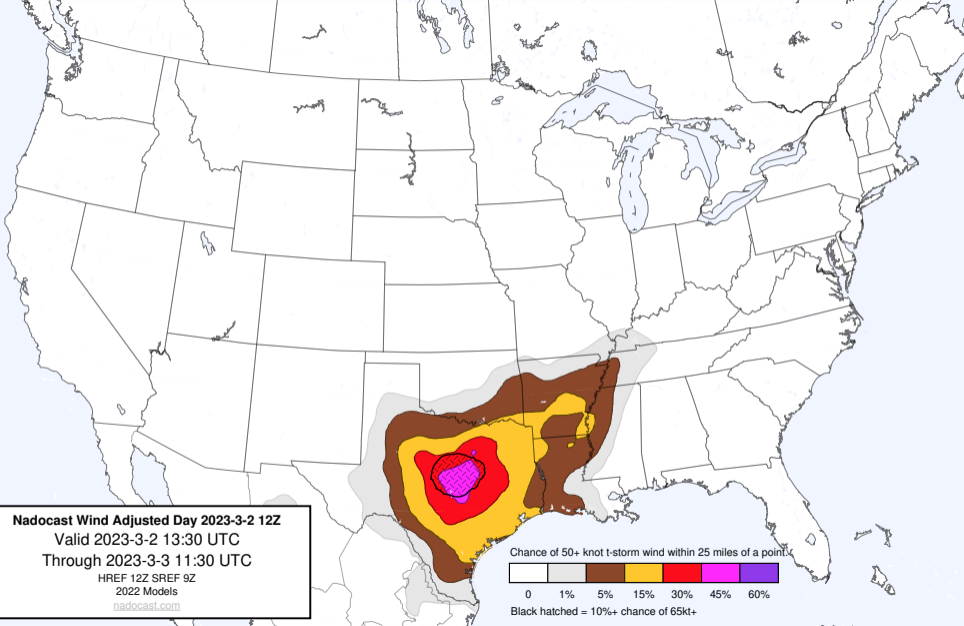 Nadocast Wind Adjusted Day 2023-3-2 12Z
Valid 2023-3-2 13:30 UTC
Through 2023-3-3 11:30 UTC
HREF 12Z SREF 9Z
2022 Models
nadocast.com
Chance of 50+ knot t-storm wind within 25 miles of a point.
0 1% 5% 15% 30% 45% 60%
Black hatched = 10%+ chance of 65kt+